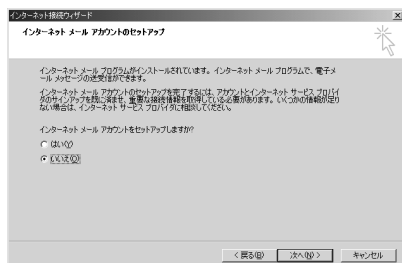 インターネット接続ウィザード
インターネット メール アカウントのセットアップ
インターネット メール プログラムがインストールされています。インターネット メール プログラムで、電子メ
ール メッセージの送受信ができます。
インターネット メール アカウントのセットアップを完了するには、アカウントとインターネット サービス プロバイ
ダのサインアップを既に済ませ、重要な接続情報を取得している必要があります。いくつかの情報が足り
ない場合は、インターネット サービス プロバイダに相談してください。
インターネット メール アカウントをセットアップしますか?
はい(Y)
いいえ(O)
< 戻る(B)
次へ(N) >
キャンセル